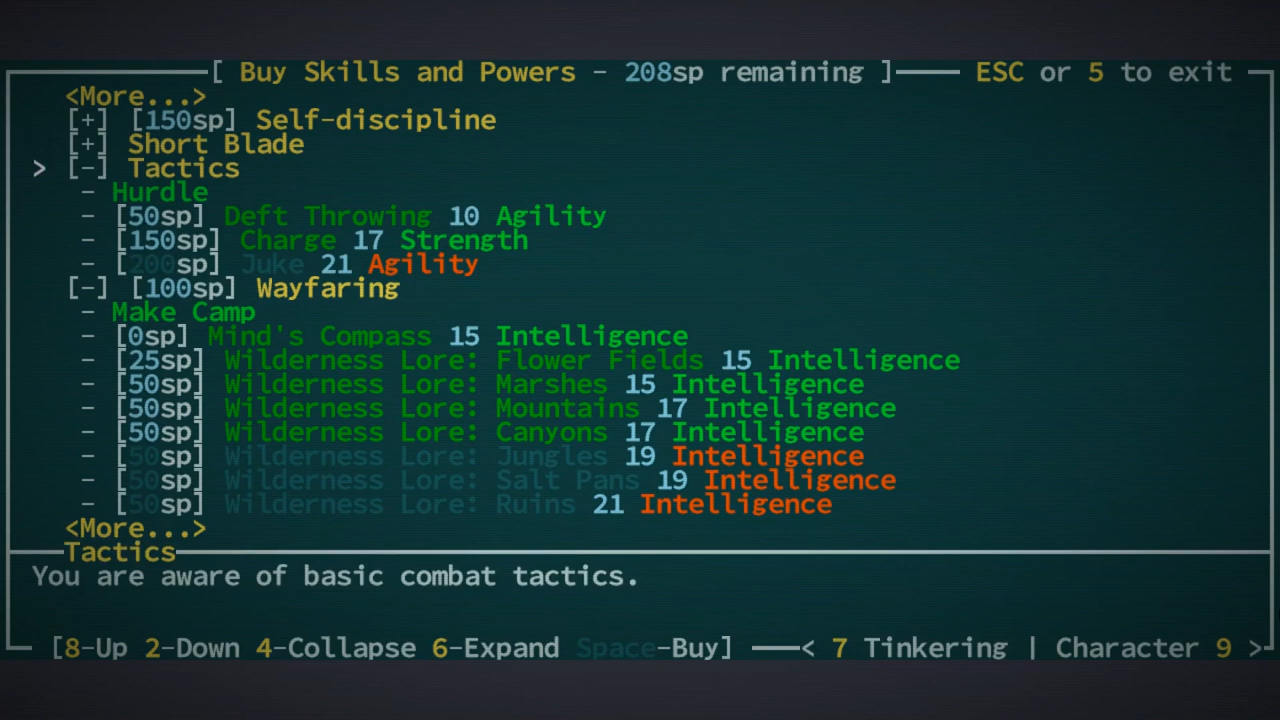 [ Buy Skills and Powers - 208sp remaining ] ESC or 5 to exit
<More...>
[+] [150sp] Self-discipline
[+] Short Blade
> [-] Tactics
- Hurdle
- [50sp] Deft Throwing 10 Agility
- [150sp] Charge 17 Strength
- [200sp] Juke 21 Agility
[-] [100sp] Wayfaring
- Make Camp
- [0sp] Mind's Compass 15 Intelligence
- [25sp] Wilderness Lore: Flower Fields 15 Intelligence
- [50sp] Wilderness Lore: Marshes 15 Intelligence
- [50sp] Wilderness Lore: Mountains 17 Intelligence
- [50sp] Wilderness Lore: Canyons 17 Intelligence
- [50sp] Wilderness Lore: Jungles 19 Intelligence
- [50sp] Wilderness Lore: Salt Pans 19 Intelligence
- [50sp] Wilderness Lore: Ruins 21 Intelligence
<More...>
Tactics
You are aware of basic combat tactics.
[8-Up 2-Down 4-Collapse 6-Expand Space-Buy] < 7 Tinkering | Character 9 >